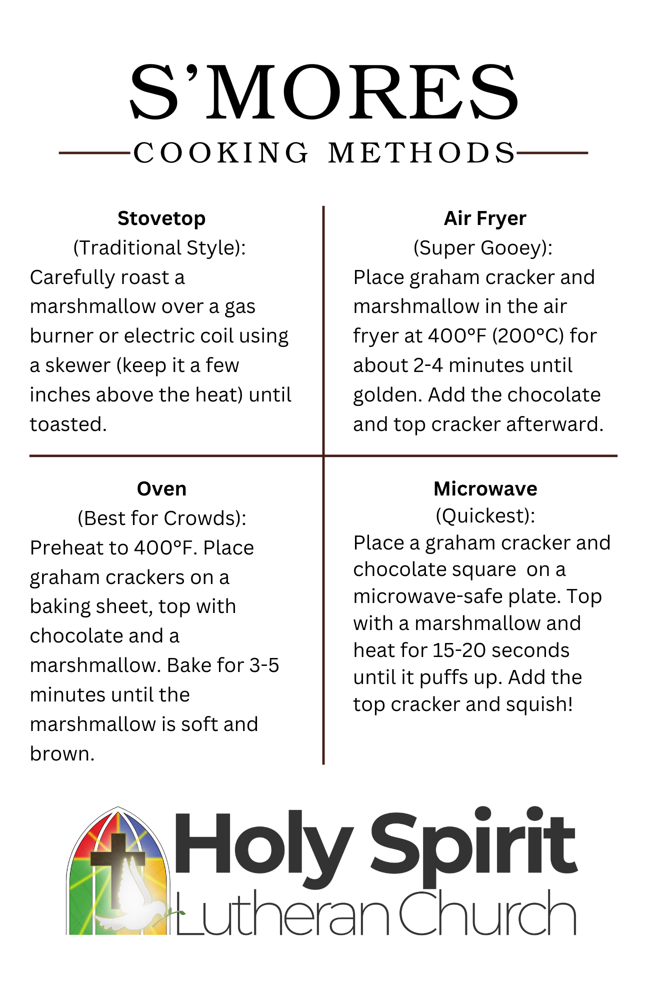 S’MORES
COOKING METHODS
Stovetop
(Traditional Style):
Carefully roast a
marshmallow over a gas
burner or electric coil using
a skewer (keep it a few
inches above the heat) until
toasted.
Air Fryer
(Super Gooey):
Place graham cracker and
marshmallow in the air
fryer at 400°F (200°C) for
about 2-4 minutes until
golden. Add the chocolate
and top cracker afterward.
Oven
(Best for Crowds):
Preheat to 400°F. Place
graham crackers on a
baking sheet, top with
chocolate and a
marshmallow. Bake for 3-5
minutes until the
marshmallow is soft and
brown.
Microwave
(Quickest):
Place a graham cracker and
chocolate square  on a
microwave-safe plate. Top
with a marshmallow and
heat for 15-20 seconds
until it puffs up. Add the
top cracker and squish!
Holy Spirit
Lutheran Church